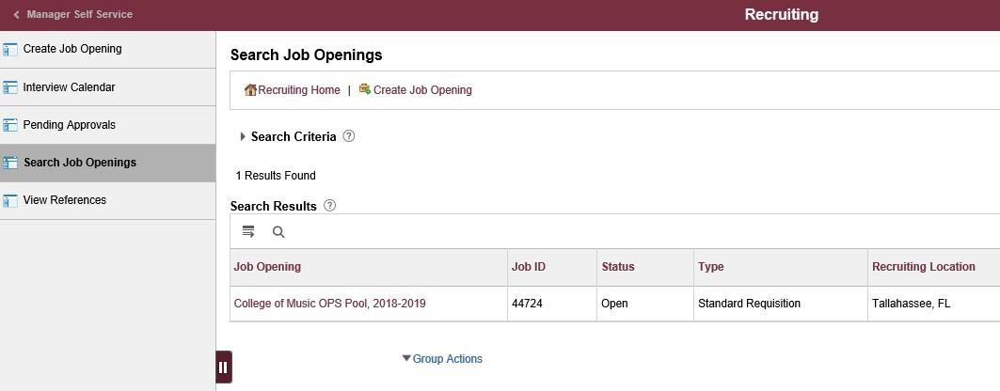 Manager Self Service
Recruiting
Create Job Opening
Interview Calendar
Pending Approvals
Search Job Openings
View References
Search Job Openings
Recruiting Home | Create Job Opening
Search Criteria ?
1 Results Found
Search Results ?
Job Opening Job ID Status Type Recruiting Location
College of Music OPS Pool, 2018-2019 44724 Open Standard Requisition Tallahassee, FL
Group Actions